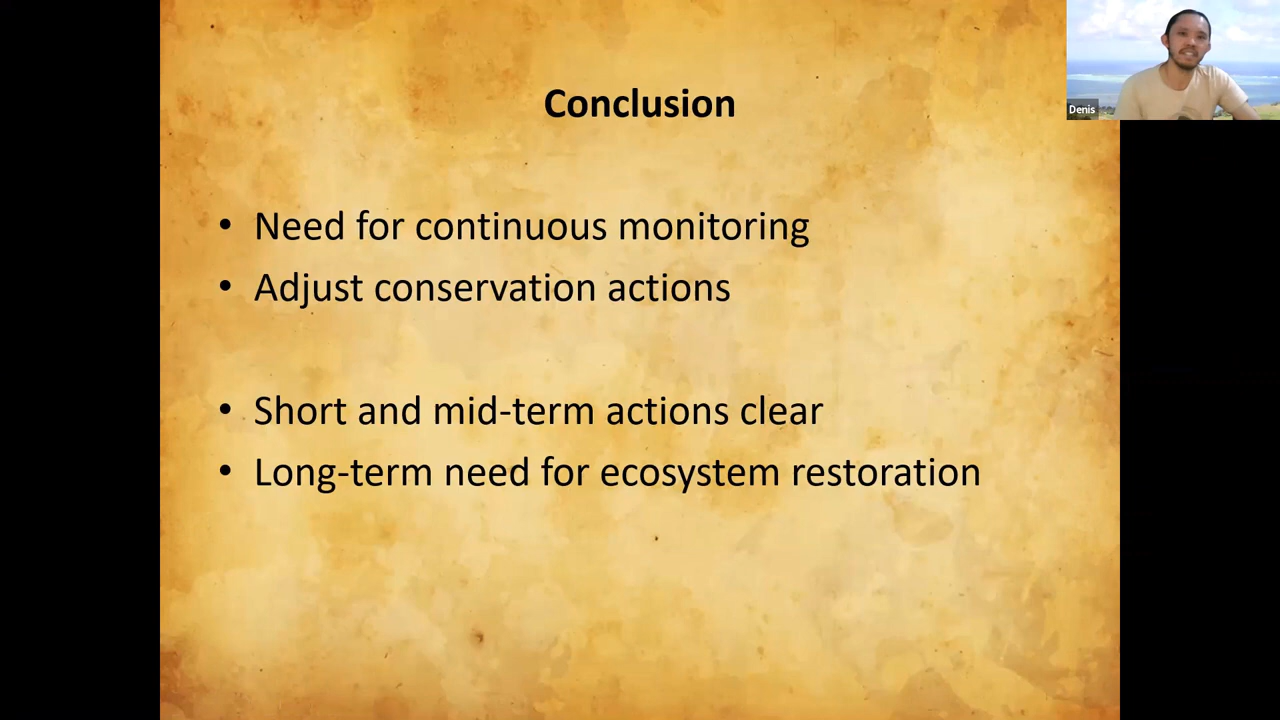 Conclusion
Denis
• Need for continuous monitoring
• Adjust conservation actions
• Short and mid-term actions clear
• Long-term need for ecosystem restoration